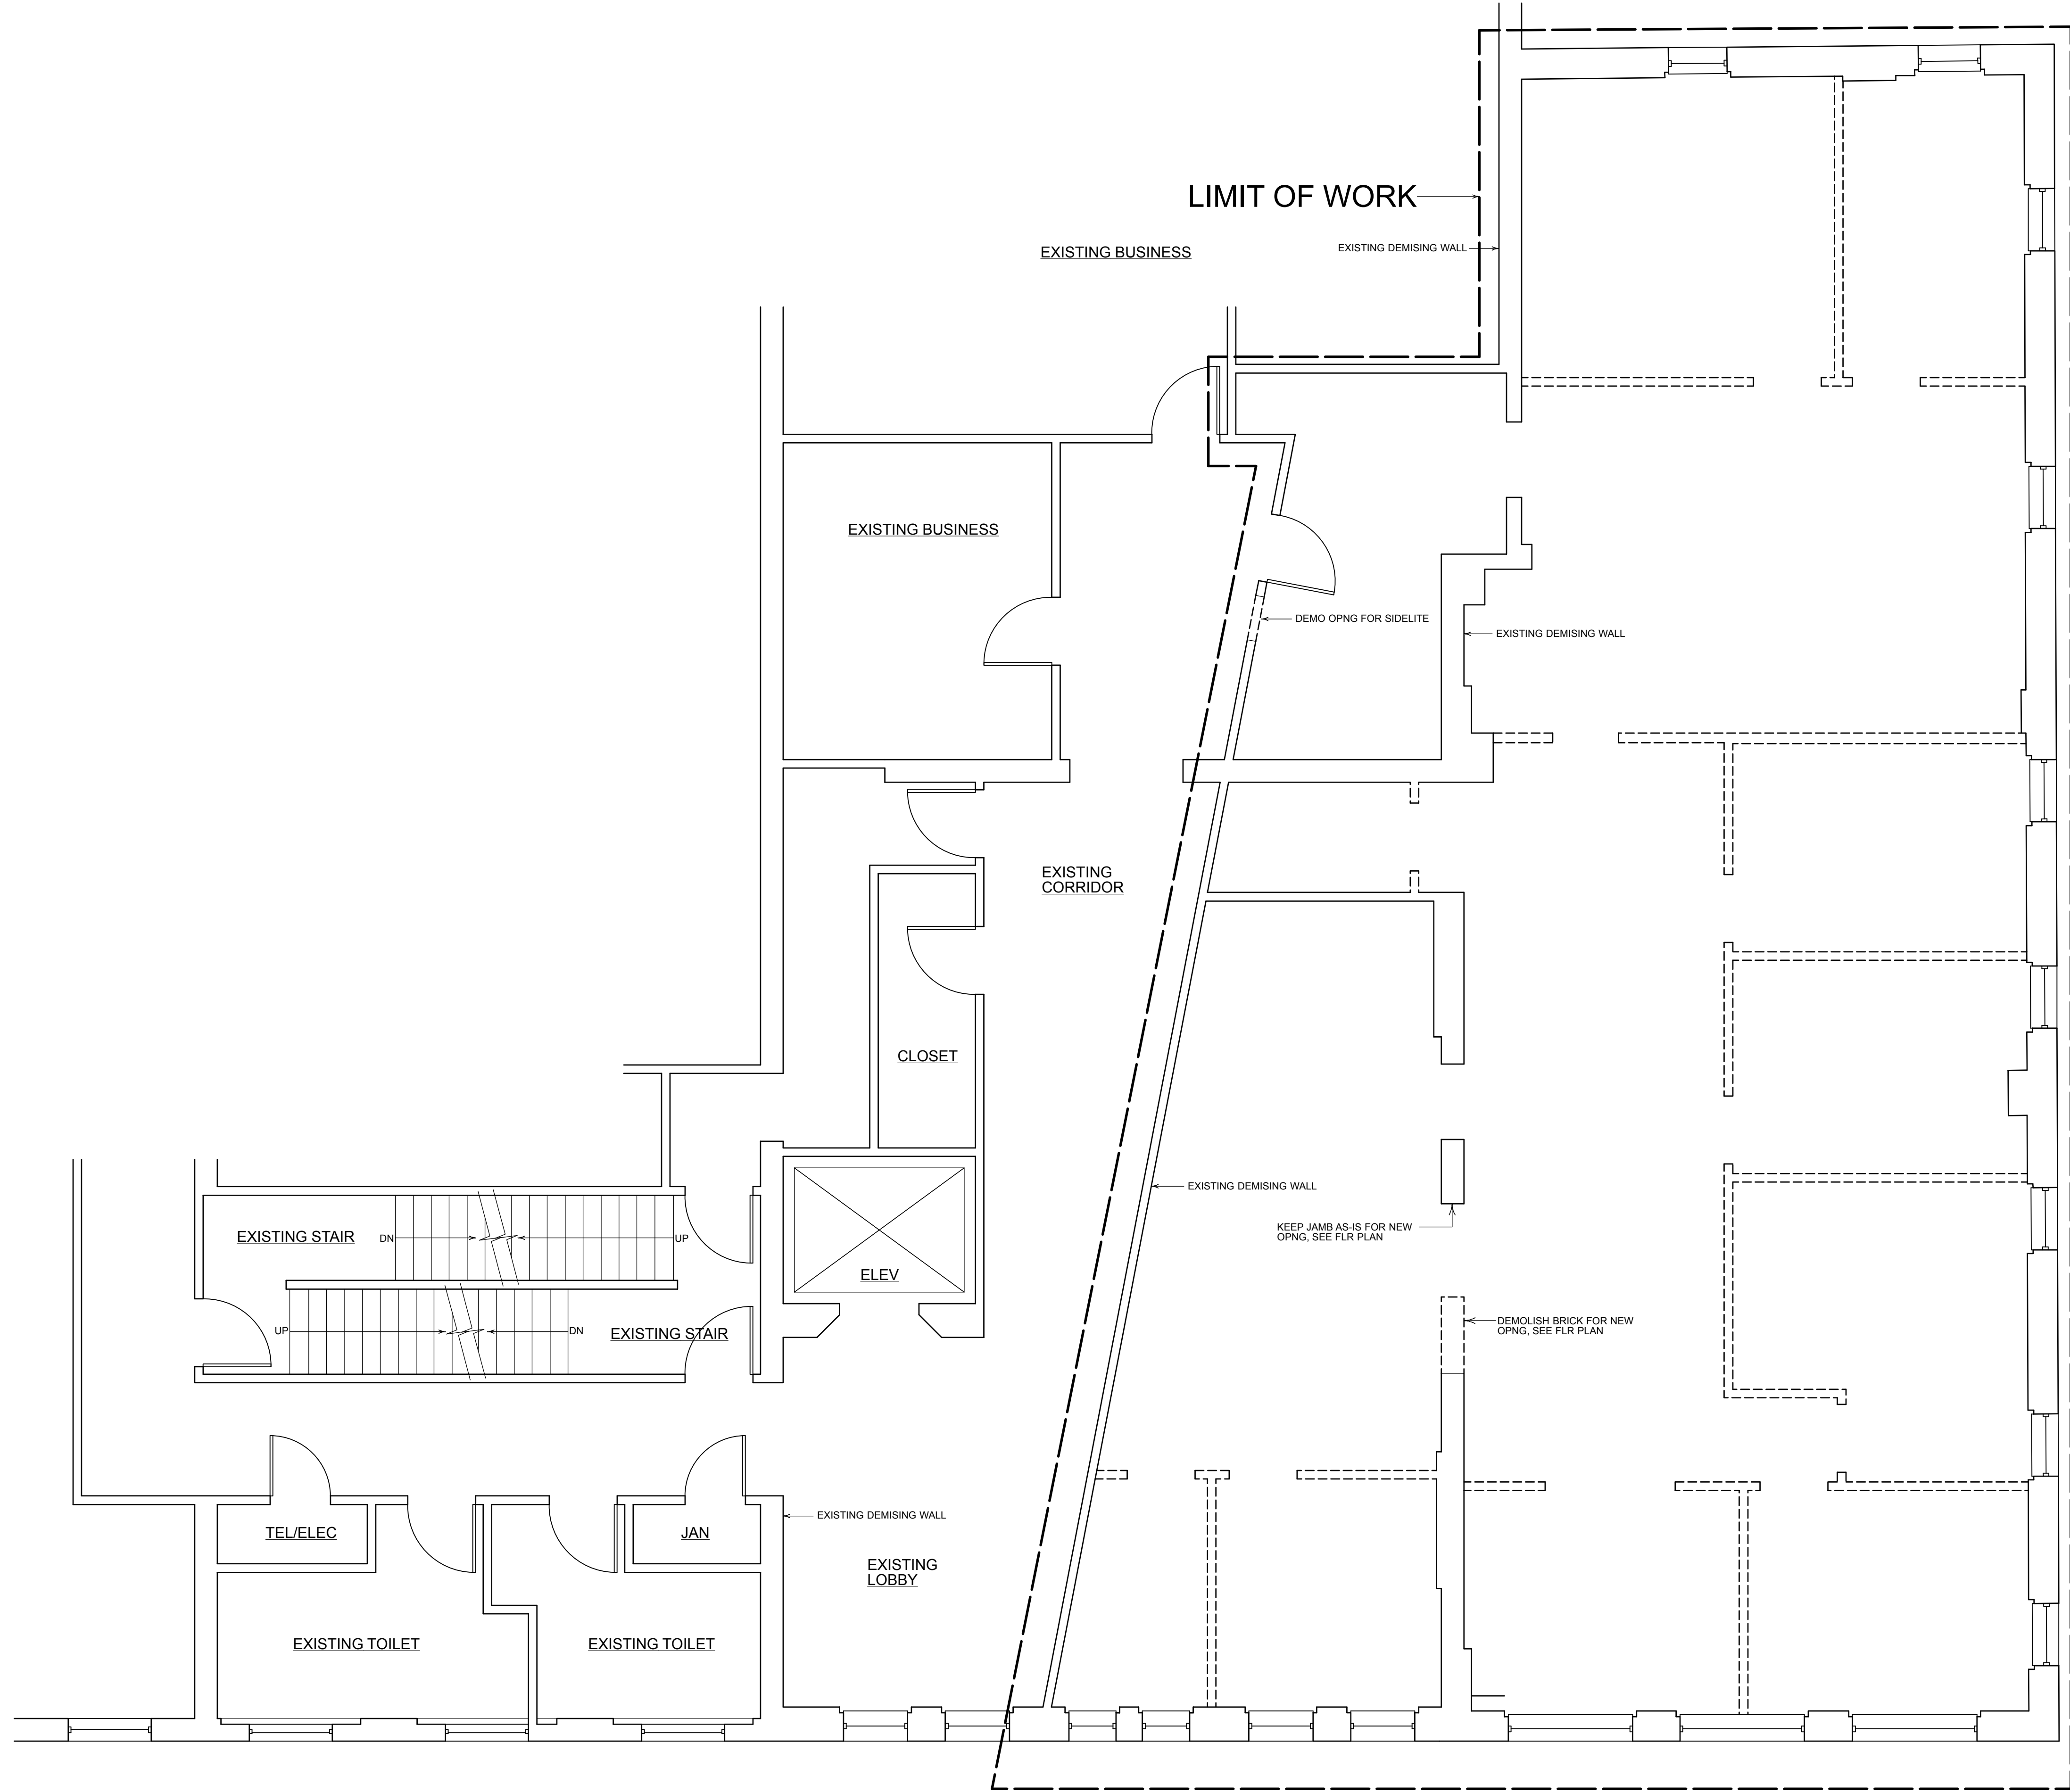 LIMIT OF WORK
EXISTING DEMISING WALL
EXISTING BUSINESS
EXISTING BUSINESS
DEMO OPNG FOR SIDELITE
EXISTING DEMISING WALL
EXISTING
CORRIDOR
CLOSET
EXISTING DEMISING WALL
KEEP JAMB AS-IS FOR NEW
OPNG, SEE FLR PLAN
EXISTING STAIR
DN
UP
ELEV
UP
DN
EXISTING STAIR
DEMOLISH BRICK FOR NEW
OPNG, SEE FLR PLAN
EXISTING DEMISING WALL
TEL/ELEC
JAN
EXISTING
LOBBY
EXISTING TOILET
EXISTING TOILET